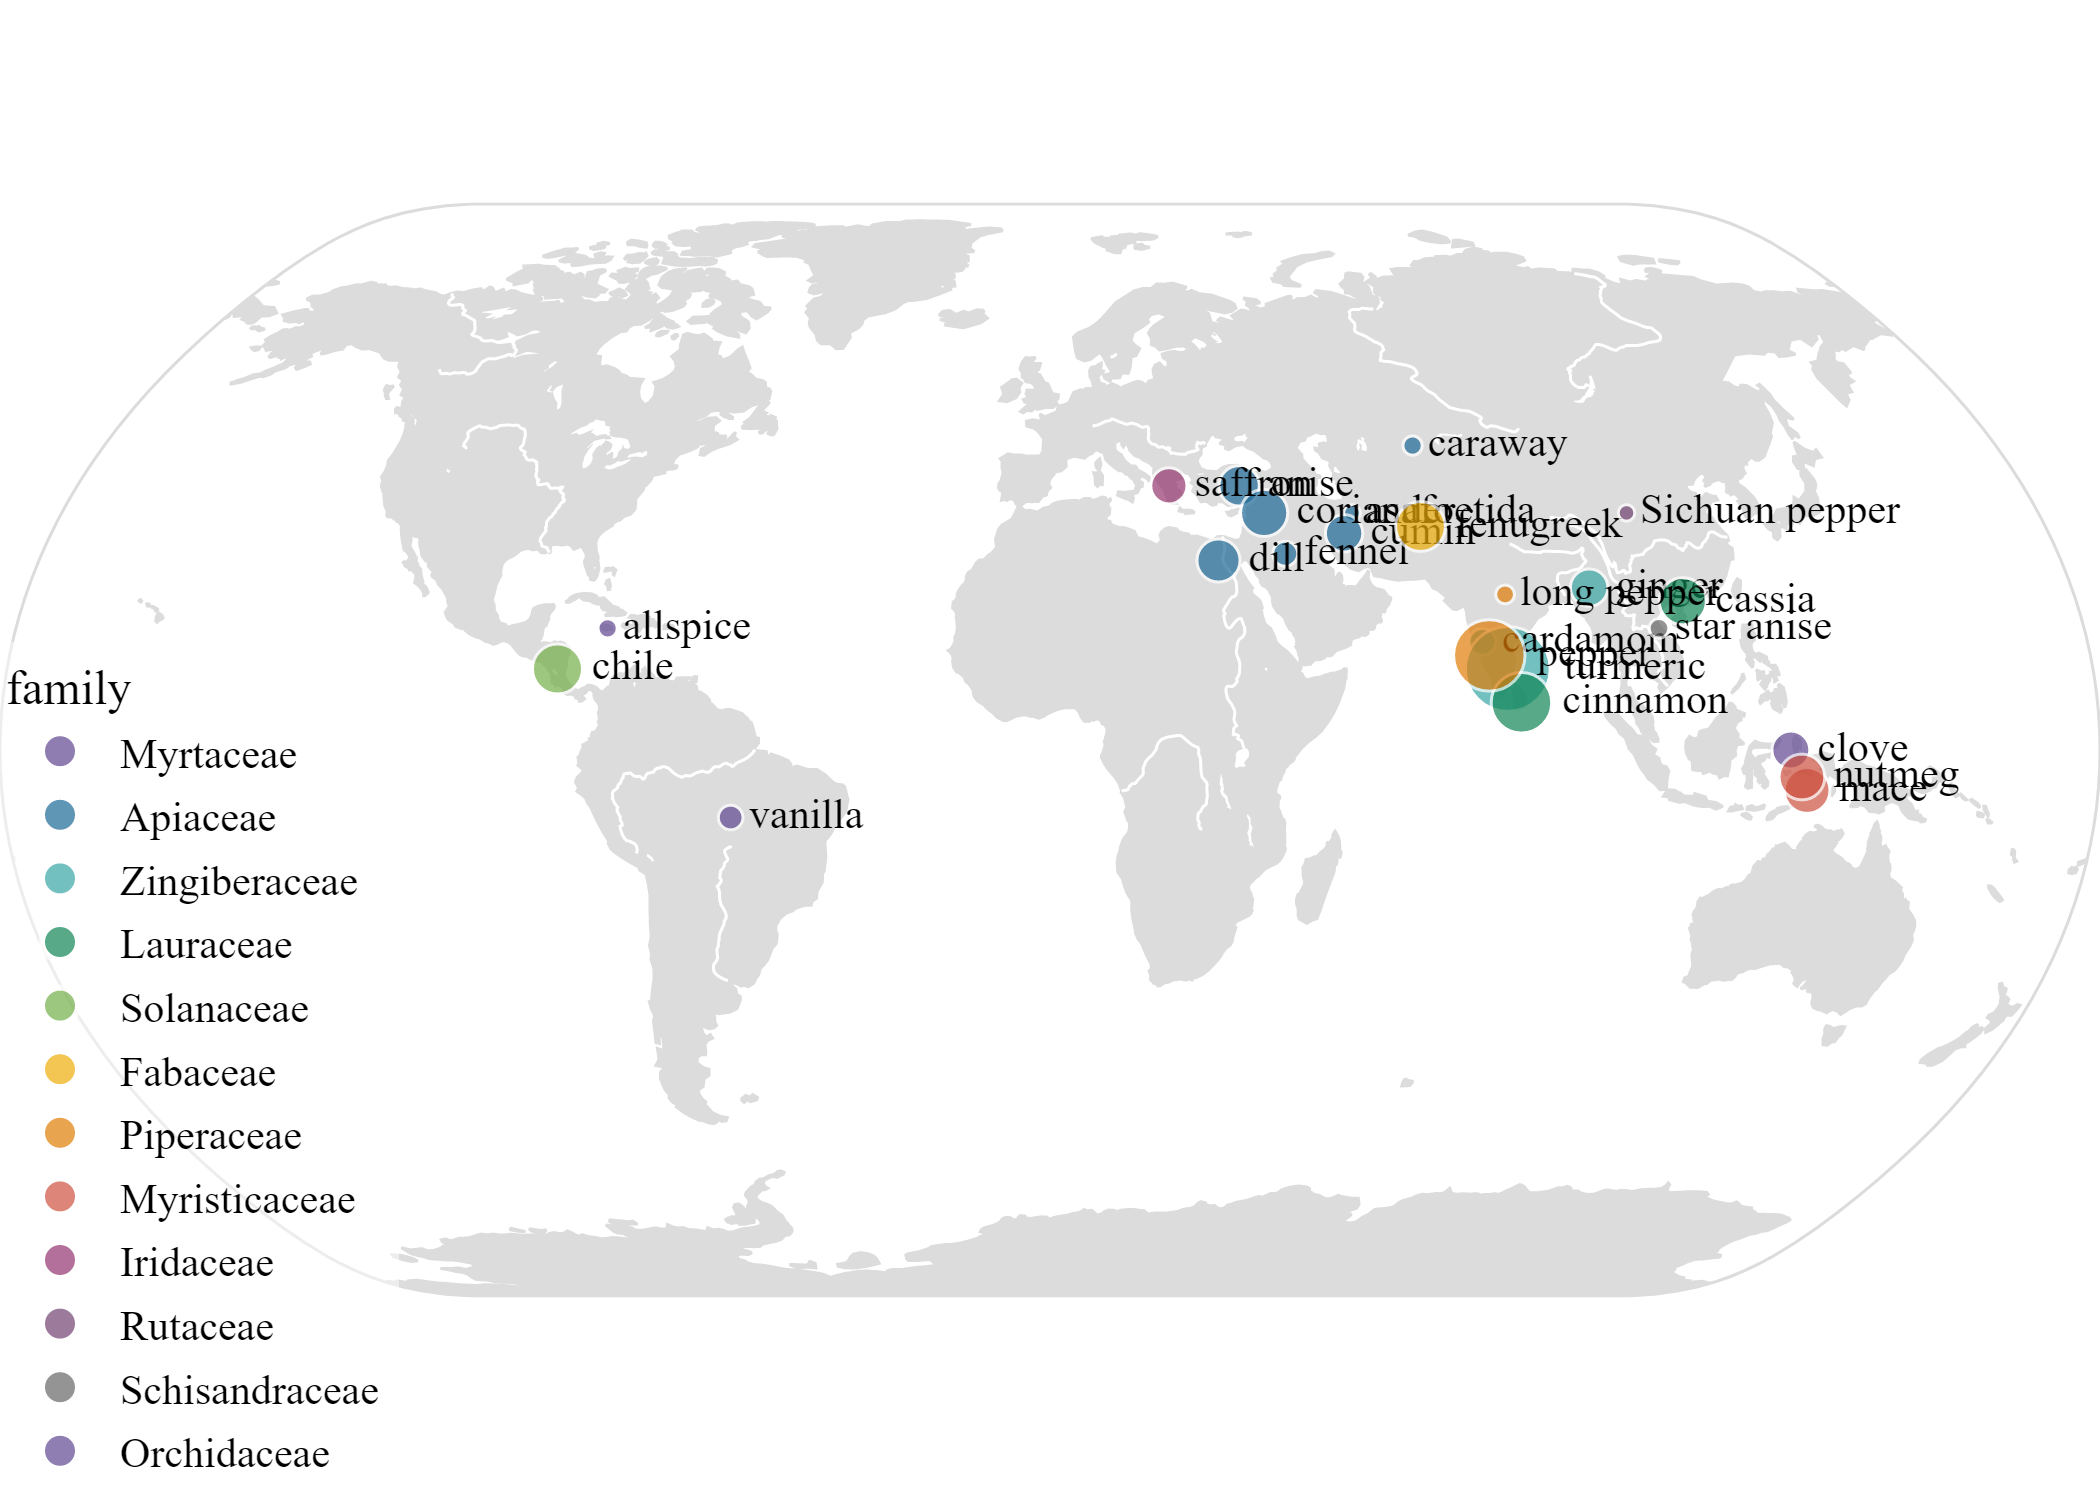 caraway
saffron
anise
coriander
asafoetida
Sichuan pepper
fenugreek
cumin
dill
fennel
long pepper
ginger
cassia
allspice
star anise
cardamom
pepper
chile
turmeric
cinnamon
clove
nutmeg
mace
vanilla
family
Myrtaceae
Apiaceae
Zingiberaceae
Lauraceae
Solanaceae
Fabaceae
Piperaceae
Myristicaceae
Iridaceae
Rutaceae
Schisandraceae
Orchidaceae